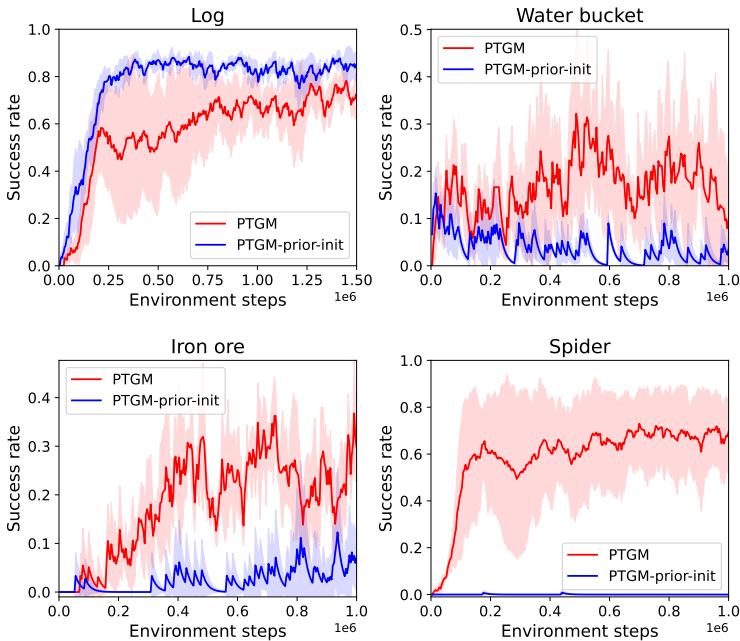 Log
Success rate
1.0
0.8
0.6
0.4
0.2
0.0
PTGM
PTGM-prior-init
0.00 0.25 0.50 0.75 1.00 1.25 1.50
Environment steps
1e6
Water bucket
Success rate
0.5
0.4
0.3
0.2
0.1
0.0
PTGM
PTGM-prior-init
0.0 0.2 0.4 0.6 0.8 1.0
Environment steps
1e6
Iron ore
Success rate
0.4
0.3
0.2
0.1
0.0
PTGM
PTGM-prior-init
0.0 0.2 0.4 0.6 0.8 1.0
Environment steps
1e6
Spider
Success rate
1.0
0.8
0.6
0.4
0.2
0.0
PTGM
PTGM-prior-init
0.0 0.2 0.4 0.6 0.8 1.0
Environment steps
1e6